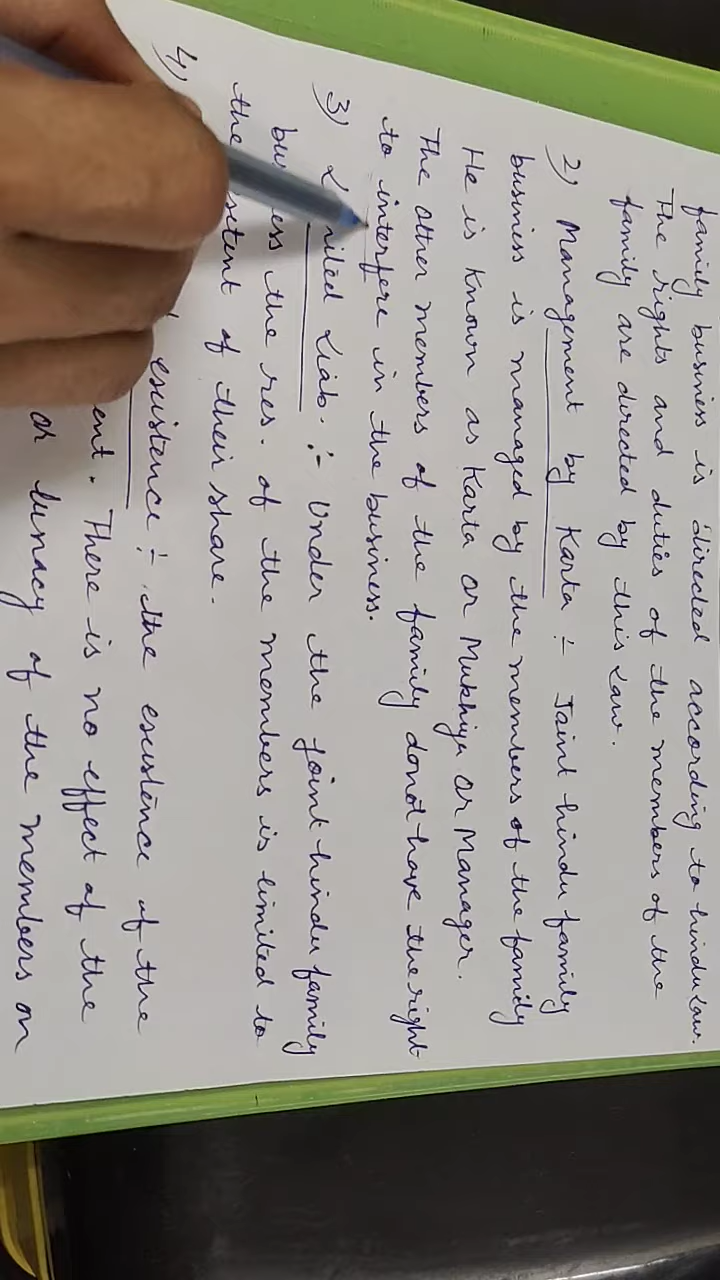 family business is directed according to hindu law.
The rights and duties of the members of the
family are directed by this Law.
2) Management by Karta :- Joint hindu family
business is managed by the members of the family
He is known as Karta or Mukhiya or Manager.
The other members of the family donot have the right
to interfere in the business.
3) Liab. :- Under the joint hindu family
the res. of the members is limited to
the of their share.
4) existence :- the existence of the
There is no effect of the
or lunacy of the members on